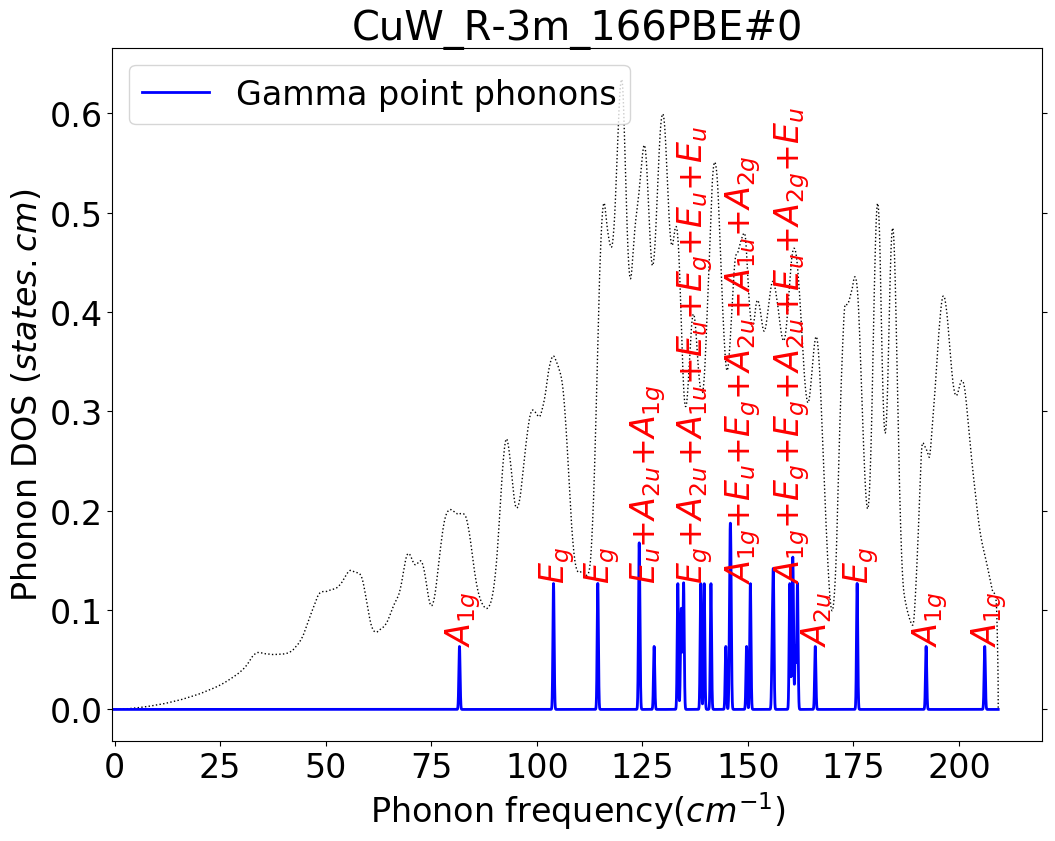 CuW_R-3m_166PBE#0
Gamma point phonons
Phonon DOS (states.cm)
0.6
0.5
0.4
0.3
0.2
0.1
0.0
A1g
Eg
Eg
Eu+A2u+A1g
Eg+A2u+A1u+Eu+Eg+Eu+Eu
A1g+Eu+Eg+A2u+A1u+A2g
A1g+Eg+Eg+A2u+Eu+A2g+Eu
A2u
Eg
A1g
A1g
0 25 50 75 100 125 150 175 200
Phonon frequency(cm⁻¹)